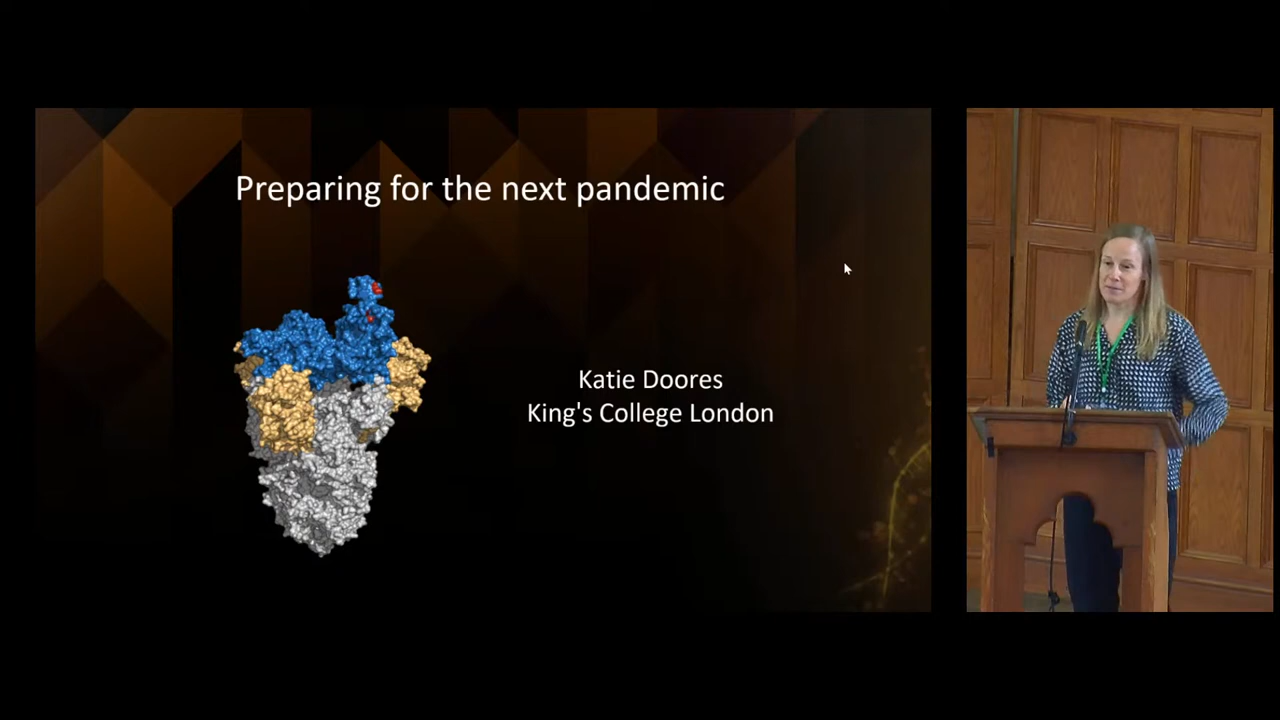 Preparing for the next pandemic
Katie Doores
King's College London